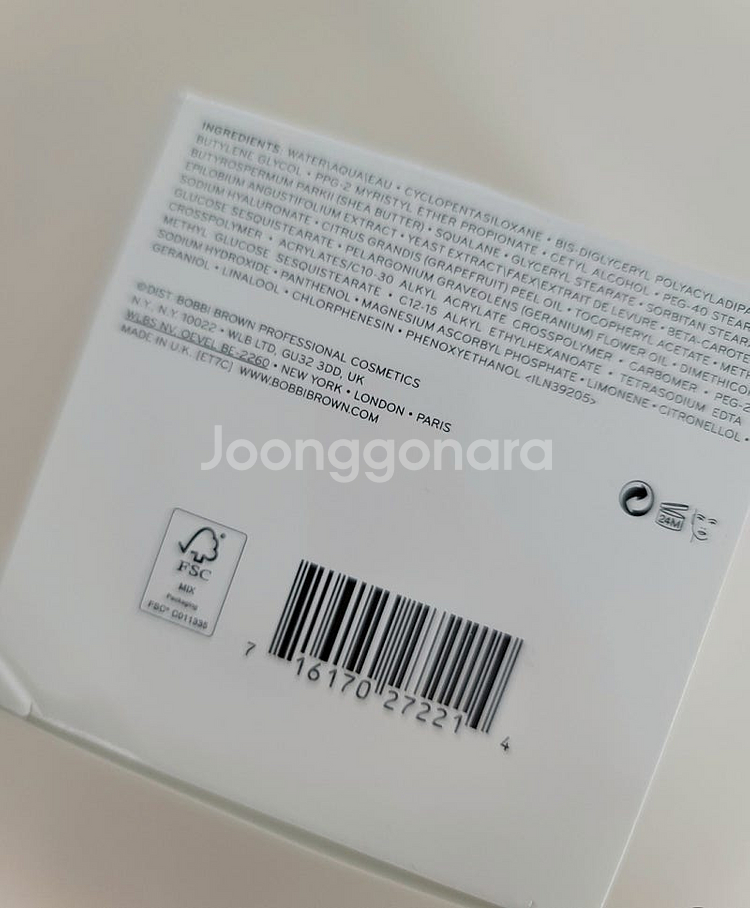 INGREDIENTS: WATER\AQUA\EAU • CYCLOPENTASILOXANE • BIS-DIGLYCERYL POLYACYLADIPA
BUTYLENE GLYCOL • PPG-2 MYRISTYL ETHER PROPIONATE • CETYL ALCOHOL • PEG-40 STEAR
BUTYROSPERMUM PARKII (SHEA BUTTER) • SQUALANE • GLYCERYL STEARATE • SORBITAN STEAR
EPILOBIUM ANGUSTIFOLIUM EXTRACT • YEAST EXTRACT\FAEX\EXTRAIT DE LEVURE • BETA-CAROTE
SODIUM HYALURONATE • CITRUS GRANDIS (GRAPEFRUIT) PEEL OIL • TOCOPHERYL ACETATE • METH
GLUCOSE SESQUISTEARATE • PELARGONIUM GRAVEOLENS (GERANIUM) FLOWER OIL • DIMETHICO
CROSSPOLYMER • ACRYLATES/C10-30 ALKYL ACRYLATE CROSSPOLYMER • CARBOMER • PEG-2
METHYL GLUCOSE SESQUISTEARATE • C12-15 ALKYL ETHYLHEXANOATE • TETRASODIUM EDTA •
SODIUM HYDROXIDE • PANTHENOL • MAGNESIUM ASCORBYL PHOSPHATE • LIMONENE • CITRONELLOL •
GERANIOL • LINALOOL • CHLORPHENESIN • PHENOXYETHANOL <ILN39205>
©DIST. BOBBI BROWN PROFESSIONAL COSMETICS
N.Y. N.Y. 10022 • WLB LTD, GU32 3DD, UK
WLBS NV, OEVEL BE-2260 • NEW YORK • LONDON • PARIS
MADE IN U.K. [ET7C] WWW.BOBBIBROWN.COM
Joonggonara
24M
FSC
MIX
Packaging
FSC® C011335
7 16170 27221 4